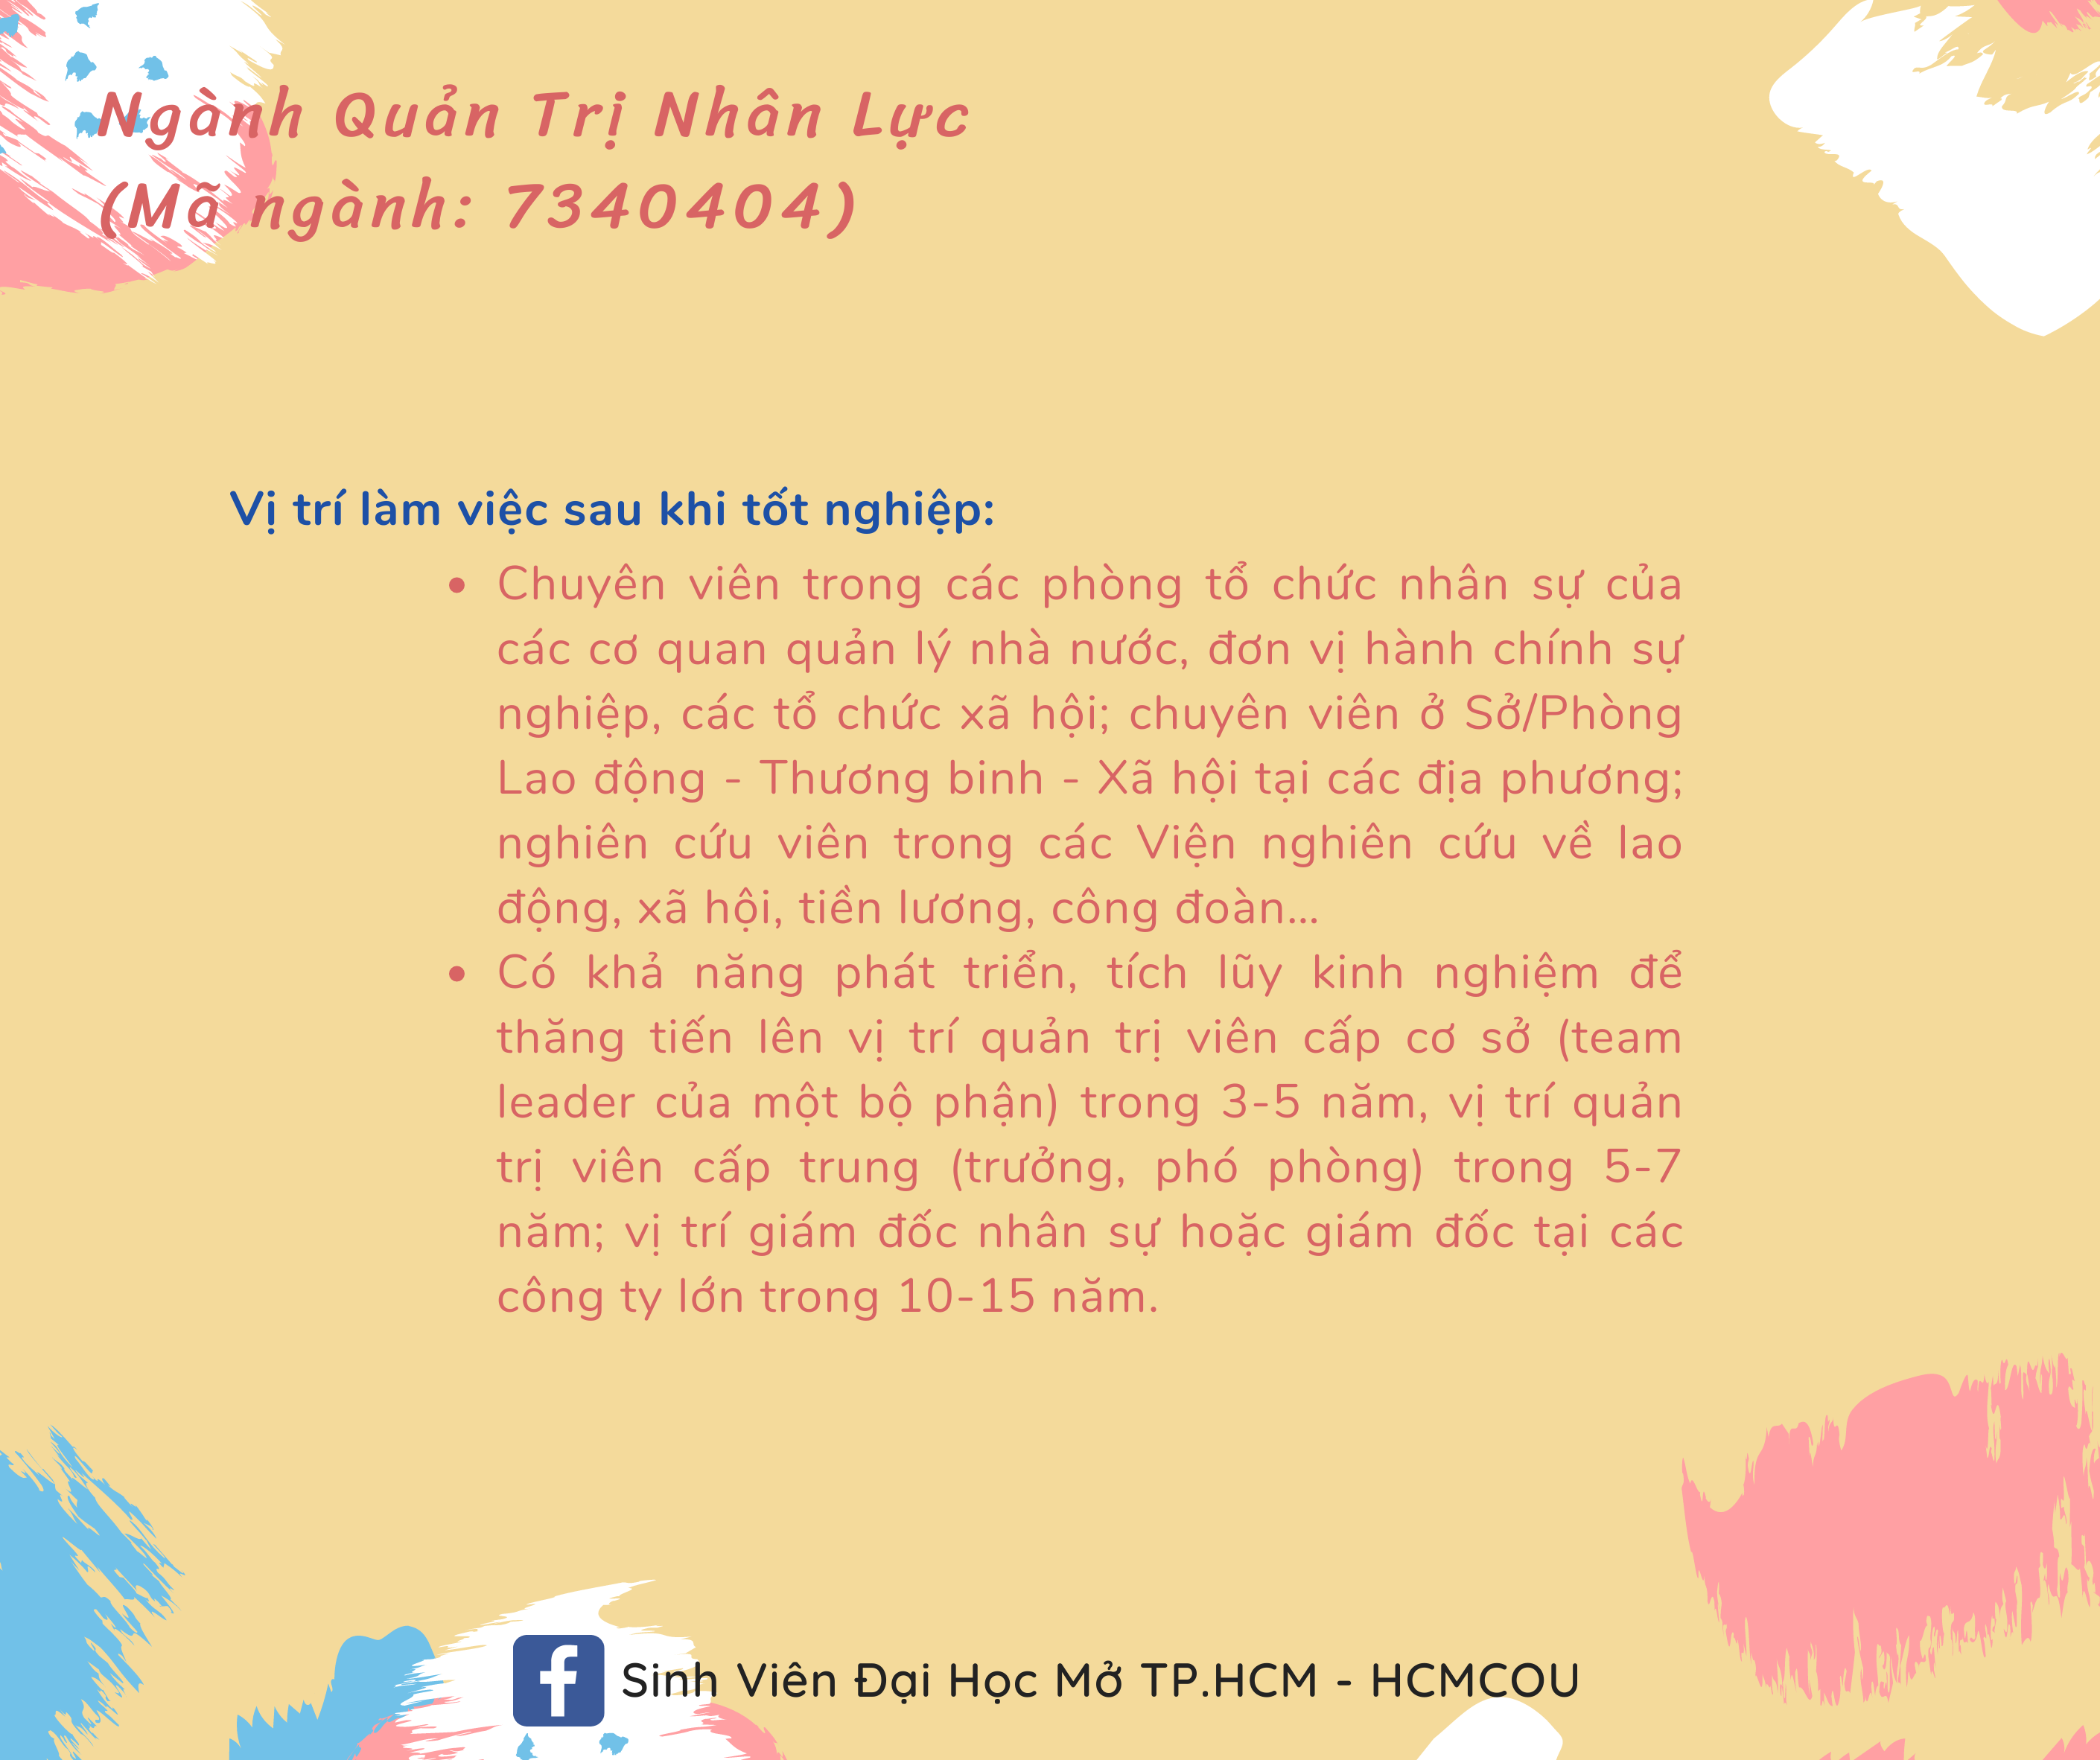 Ngành Quản Trị Nhân Lực
(Mã ngành: 7340404)
Vị trí làm việc sau khi tốt nghiệp:
• Chuyên viên trong các phòng tổ chức nhân sự của
các cơ quan quản lý nhà nước, đơn vị hành chính sự
nghiệp, các tổ chức xã hội; chuyên viên ở Sở/Phòng
Lao động - Thương binh - Xã hội tại các địa phương;
nghiên cứu viên trong các Viện nghiên cứu về lao
động, xã hội, tiền lương, công đoàn...
• Có khả năng phát triển, tích lũy kinh nghiệm để
thăng tiến lên vị trí quản trị viên cấp cơ sở (team
leader của một bộ phận) trong 3-5 năm, vị trí quản
trị viên cấp trung (trưởng, phó phòng) trong 5-7
năm; vị trí giám đốc nhân sự hoặc giám đốc tại các
công ty lớn trong 10-15 năm.
Sinh Viên Đại Học Mở TP.HCM - HCMCOU